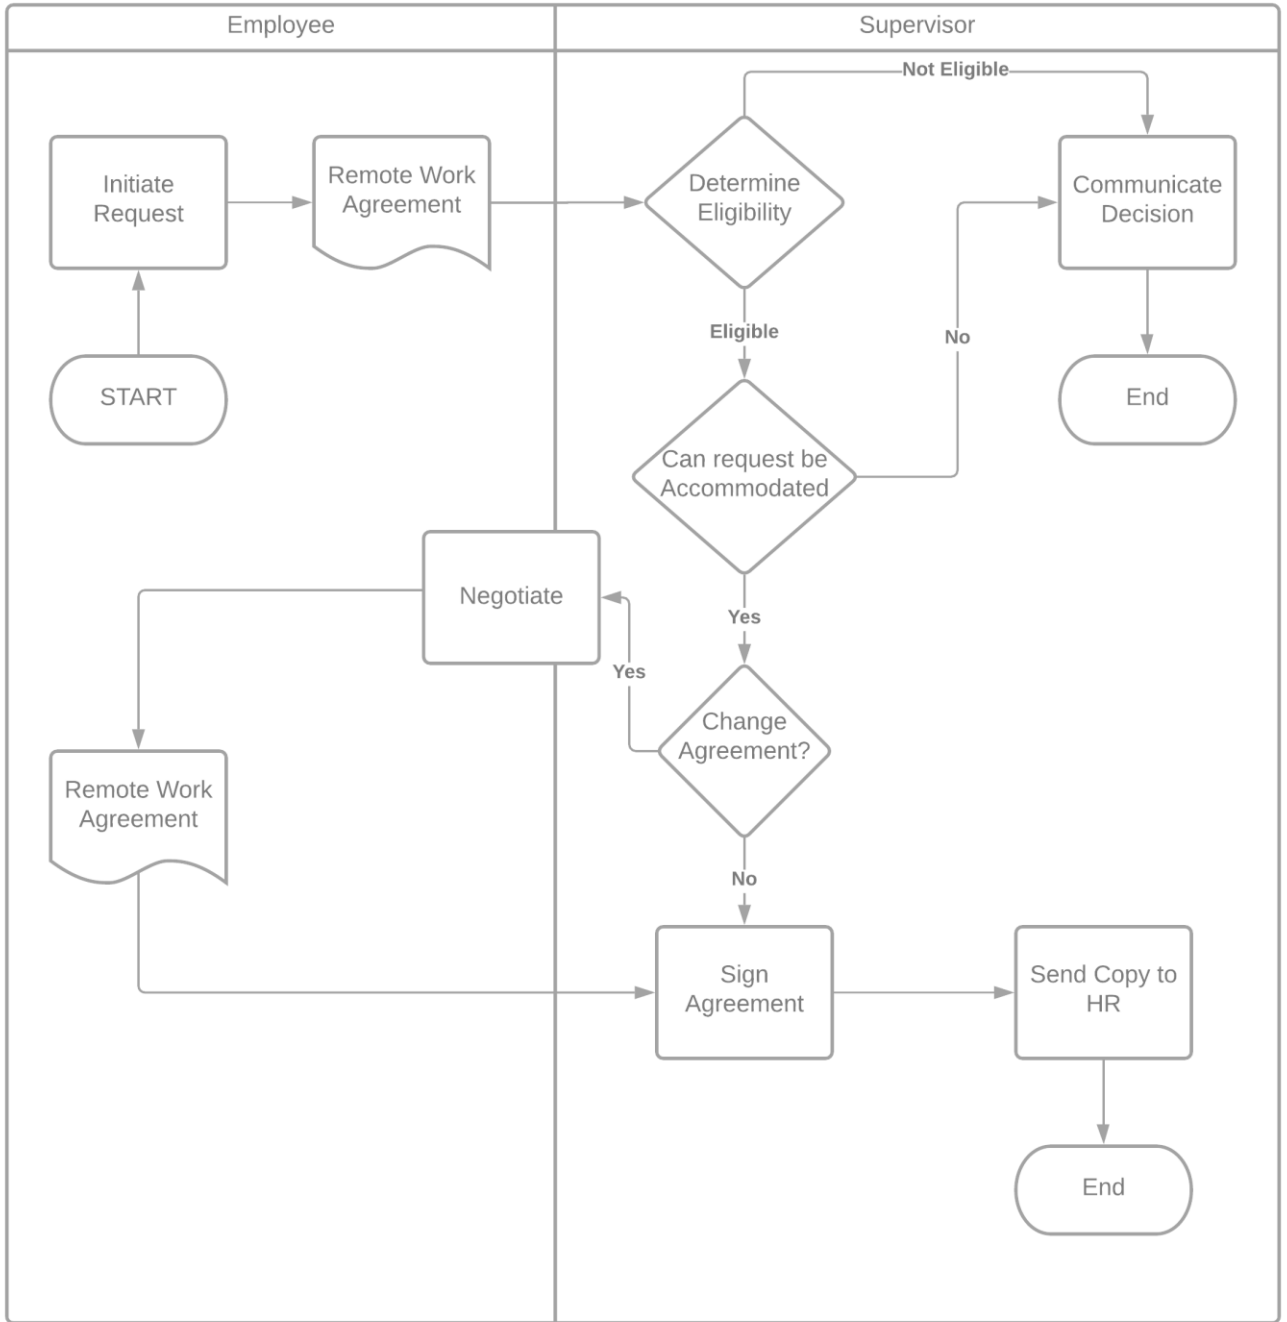 Employee
Supervisor
Not Eligible
Initiate
Request
Remote Work
Agreement
Determine
Eligibility
Communicate
Decision
Eligible
No
START
End
Can request be
Accommodated
Negotiate
Yes
Yes
Change
Agreement?
Remote Work
Agreement
No
Sign
Agreement
Send Copy to
HR
End